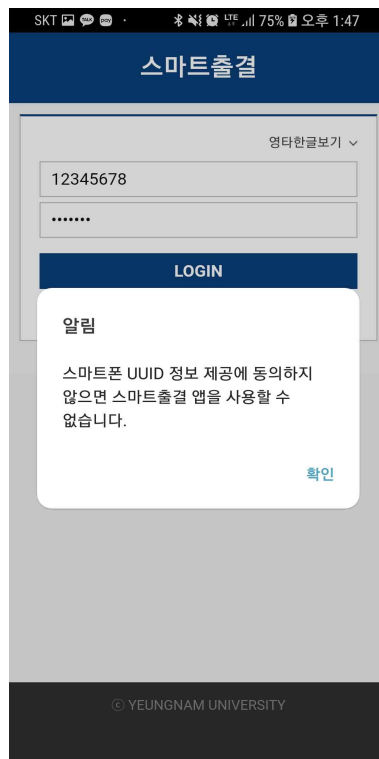 SKT TALK pay · LTE 75% 오후 1:47
스마트출결
영타한글보기
12345678
•••••••
LOGIN
알림
스마트폰 UUID 정보 제공에 동의하지
않으면 스마트출결 앱을 사용할 수
없습니다.
확인
ⓒ YEUNGNAM UNIVERSITY